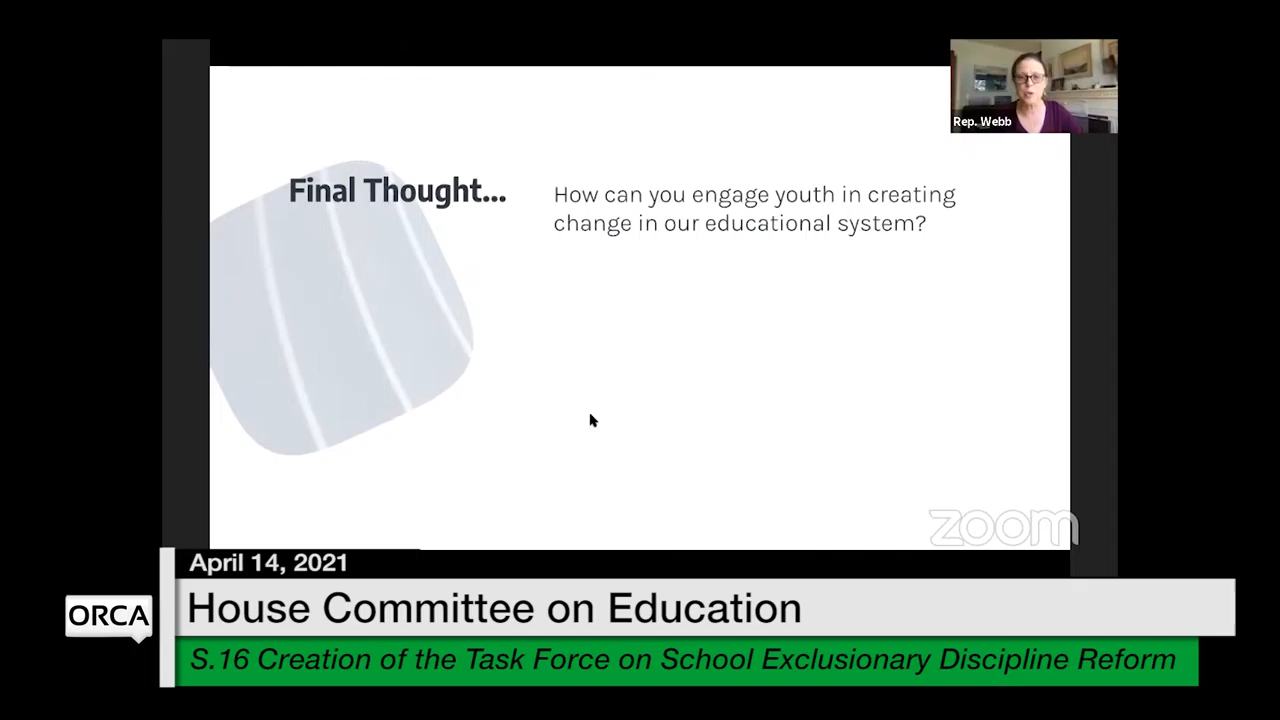 Rep. Webb
Final Thought...
How can you engage youth in creating
change in our educational system?
zoom
April 14, 2021
ORCA
House Committee on Education
S.16 Creation of the Task Force on School Exclusionary Discipline Reform